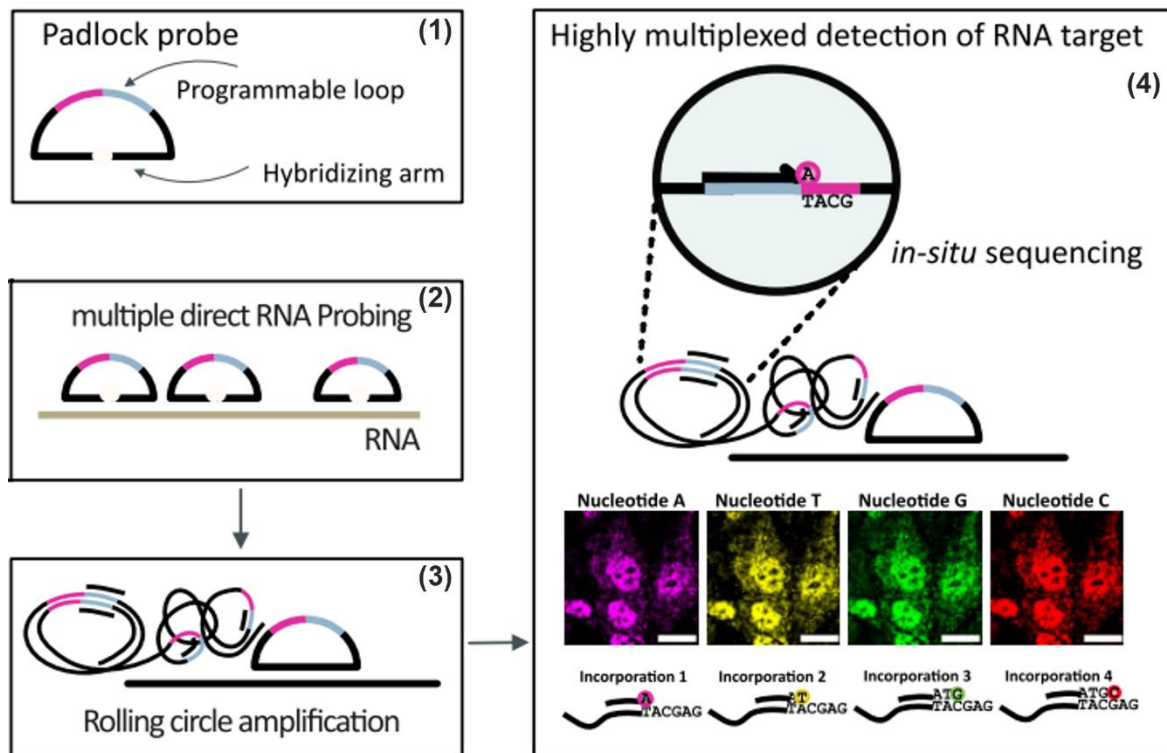 (1)
Padlock probe
Programmable loop
Hybridizing arm
(2)
multiple direct RNA Probing
RNA
(3)
Rolling circle amplification
Highly multiplexed detection of RNA target
(4)
A
TACG
in-situ sequencing
Nucleotide A Nucleotide T Nucleotide G Nucleotide C
Incorporation 1 Incorporation 2 Incorporation 3 Incorporation 4
A AT ATG ATGC
TACGAG TACGAG TACGAG TACGAG